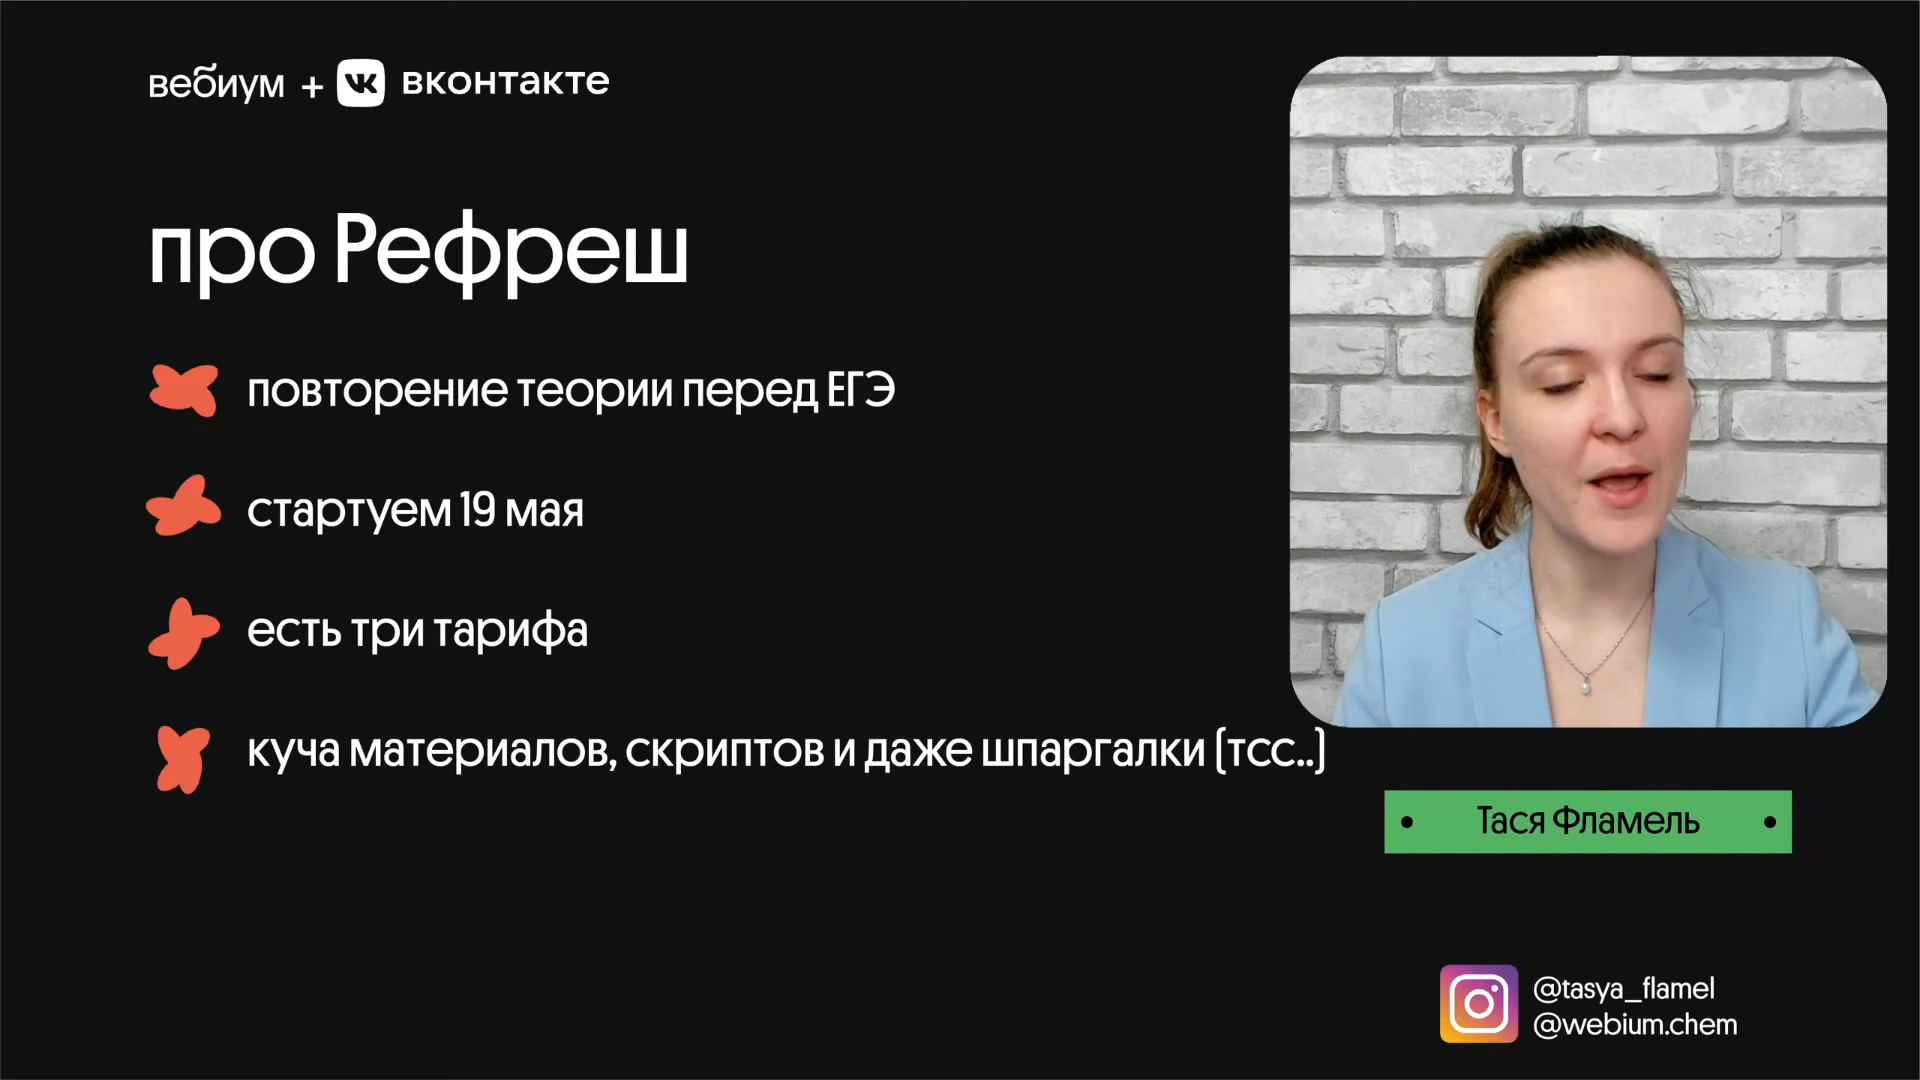 вебиум + вконтакте
про Рефреш
повторение теории перед ЕГЭ
стартуем 19 мая
есть три тарифа
куча материалов, скриптов и даже шпаргалки (тсс..)
• Тася Фламель •
@tasya_flamel
@webium.chem